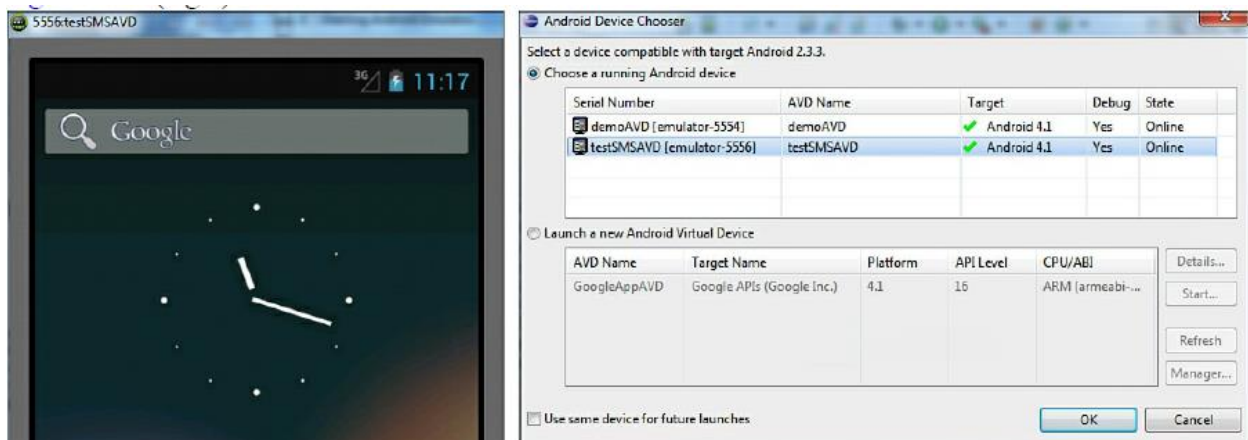 5556:testSMSAVD
3G 11:17
Google
Android Device Chooser
Select a device compatible with target Android 2.3.3.
Choose a running Android device
Serial Number AVD Name Target Debug State
demoAVD [emulator-5554] demoAVD Android 4.1 Yes Online
testSMSAVD [emulator-5556] testSMSAVD Android 4.1 Yes Online
Launch a new Android Virtual Device
AVD Name Target Name Platform API Level CPU/ABI Details...
GoogleAppAVD Google APIs (Google Inc.) 4.1 16 ARM (armeabi-... Start...
Refresh
Manager...
Use same device for future launches OK Cancel